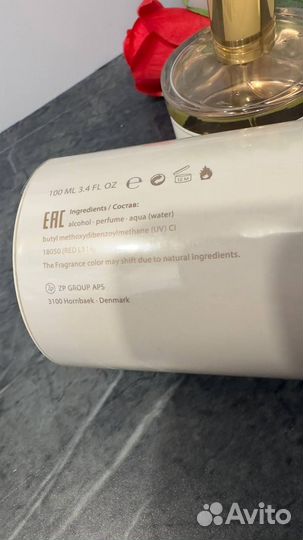 100 ML 3.4 FL OZ e 12 M
EAC Ingredients / Состав:
alcohol · perfume · aqua (water)
butyl methoxydibenzoylmethane (UV) CI
18050 (RED
The Fragrance color may shift due to natural ingredients.
ZP GROUP APS
3100 Hornbaek · Denmark
Avito